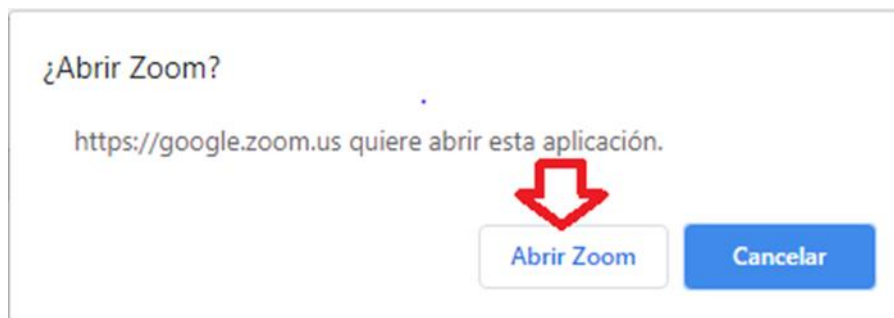 ¿Abrir Zoom?
https://google.zoom.us quiere abrir esta aplicación.
Abrir Zoom
Cancelar